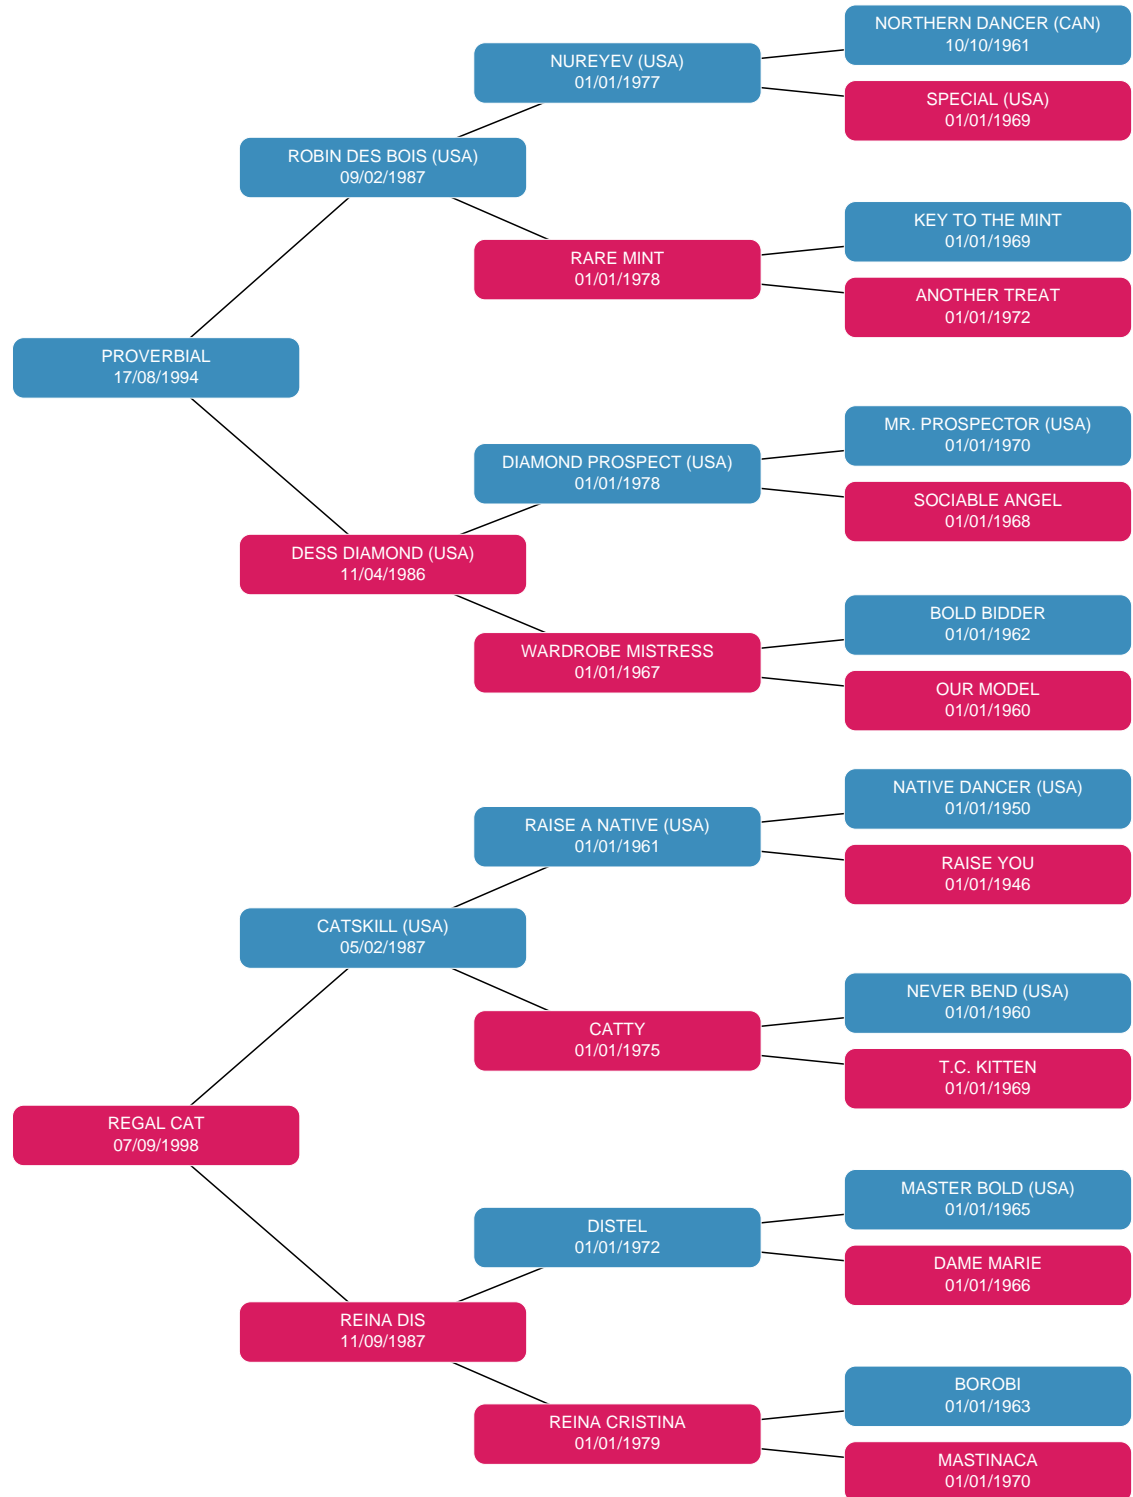 NORTHERN DANCER (CAN)
10/10/1961
NUREYEV (USA)
01/01/1977
SPECIAL (USA)
01/01/1969
ROBIN DES BOIS (USA)
09/02/1987
KEY TO THE MINT
01/01/1969
RARE MINT
01/01/1978
ANOTHER TREAT
01/01/1972
PROVERBIAL
17/08/1994
MR. PROSPECTOR (USA)
01/01/1970
DIAMOND PROSPECT (USA)
01/01/1978
SOCIABLE ANGEL
01/01/1968
DESS DIAMOND (USA)
11/04/1986
BOLD BIDDER
01/01/1962
WARDROBE MISTRESS
01/01/1967
OUR MODEL
01/01/1960
NATIVE DANCER (USA)
01/01/1950
RAISE A NATIVE (USA)
01/01/1961
RAISE YOU
01/01/1946
CATSKILL (USA)
05/02/1987
NEVER BEND (USA)
01/01/1960
CATTY
01/01/1975
T.C. KITTEN
01/01/1969
REGAL CAT
07/09/1998
MASTER BOLD (USA)
01/01/1965
DISTEL
01/01/1972
DAME MARIE
01/01/1966
REINA DIS
11/09/1987
BOROBI
01/01/1963
REINA CRISTINA
01/01/1979
MASTINACA
01/01/1970